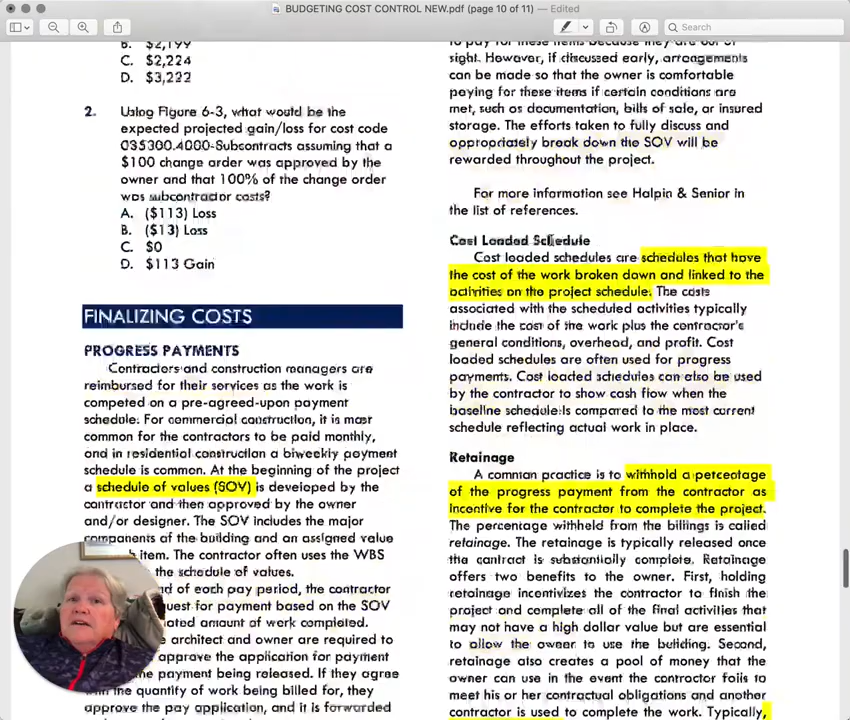 BUDGETING COST CONTROL NEW.pdf (page 10 of 11) — Edited
Search
B. $2,199
C. $2,224
D. $3,222
2. Using Figure 6-3, what would be the
expected projected gain/loss for cost code
035300.4000-Subcontracts assuming that a
$100 change order was approved by the
owner and that 100% of the change order
was subcontractor costs?
A. ($113) Loss
B. ($13) Loss
C. $0
D. $113 Gain
FINALIZING COSTS
PROGRESS PAYMENTS
Contractors and construction managers are
reimbursed for their services as the work is
competed on a pre-agreed-upon payment
schedule. For commercial construction, it is most
common for the contractors to be paid monthly,
and in residential construction a biweekly payment
schedule is common. At the beginning of the project
a schedule of values (SOV) is developed by the
contractor and then approved by the owner
and/or designer. The SOV includes the major
components of the building and an assigned value
item. The contractor often uses the WBS
the schedule of values.
of each pay period, the contractor
for payment based on the SOV
amount of work completed.
architect and owner are required to
approve the application for payment
payment being released. If they agree
the quantity of work being billed for, they
approve the pay application, and it is forwarded
to pay for these items because they are out of
sight. However, if discussed early, arrangements
can be made so that the owner is comfortable
paying for these items if certain conditions are
met, such as documentation, bills of sale, or insured
storage. The efforts taken to fully discuss and
appropriately break down the SOV will be
rewarded throughout the project.
For more information see Halpin & Senior in
the list of references.
Cost Loaded Schedule
Cost loaded schedules are schedules that have
the cost of the work broken down and linked to the
activities on the project schedule. The costs
associated with the scheduled activities typically
include the cost of the work plus the contractor's
general conditions, overhead, and profit. Cost
loaded schedules are often used for progress
payments. Cost loaded schedules can also be used
by the contractor to show cash flow when the
baseline schedule is compared to the most current
schedule reflecting actual work in place.
Retainage
A common practice is to withhold a percentage
of the progress payment from the contractor as
incentive for the contractor to complete the project.
The percentage withheld from the billings is called
retainage. The retainage is typically released once
the contract is substantially complete. Retainage
offers two benefits to the owner. First, holding
retainage incentivizes the contractor to finish the
project and complete all of the final activities that
may not have a high dollar value but are essential
to allow the owner to use the building. Second,
retainage also creates a pool of money that the
owner can use in the event the contractor fails to
meet his or her contractual obligations and another
contractor is used to complete the work. Typically,